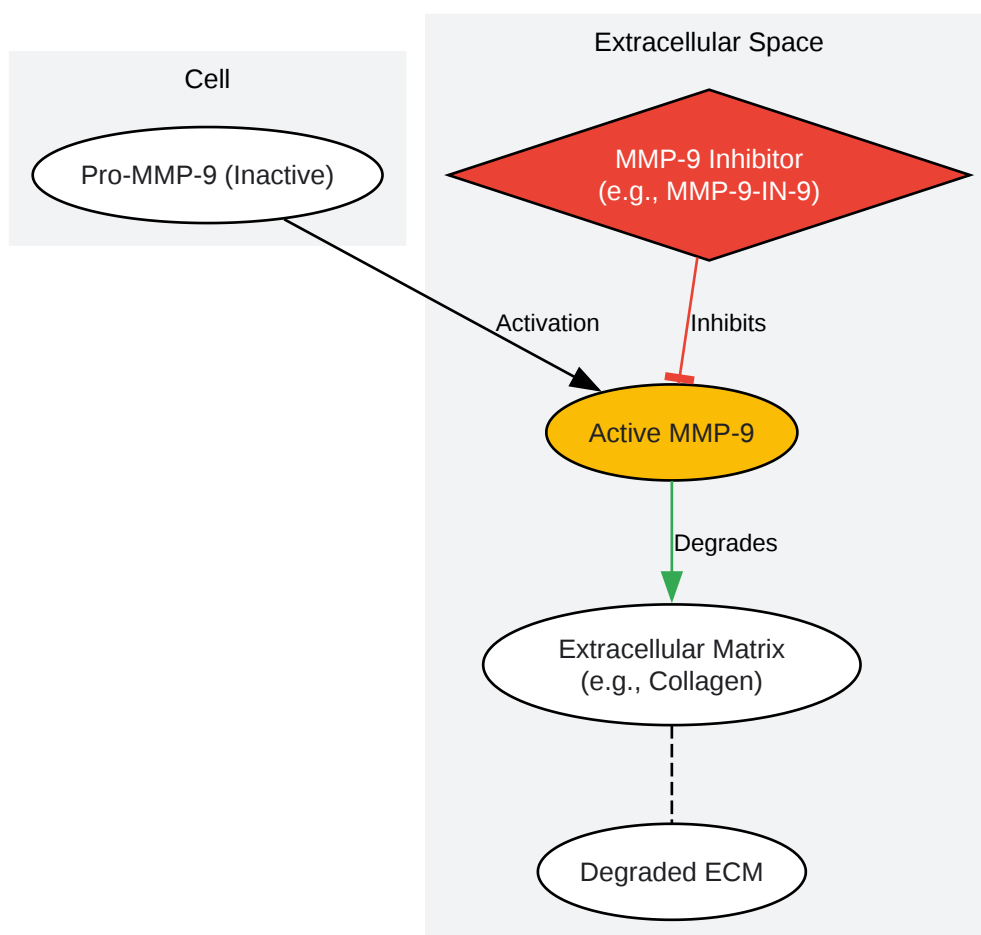 Extracellular Space
Cell
Pro-MMP-9 (Inactive)
MMP-9 Inhibitor
(e.g., MMP-9-IN-9)
Activation
Inhibits
Active MMP-9
Degrades
Extracellular Matrix
(e.g., Collagen)
Degraded ECM